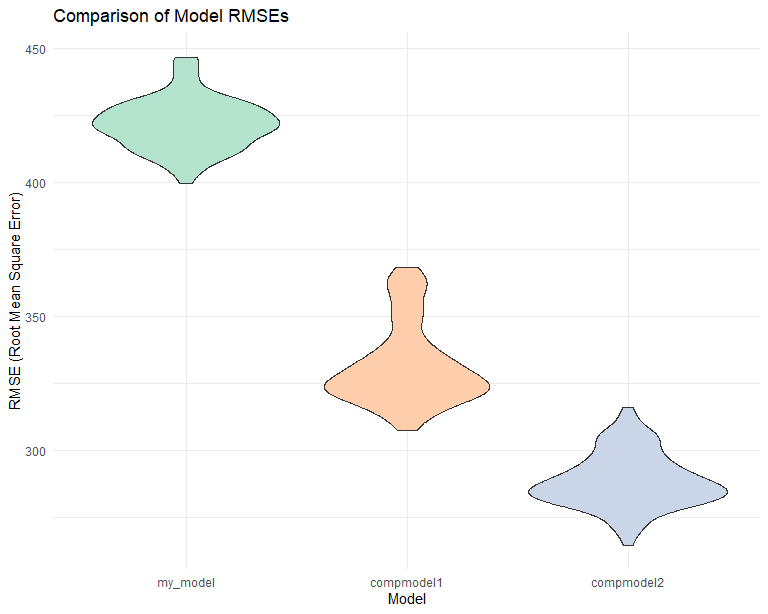 Comparison of Model RMSEs
RMSE (Root Mean Square Error)
450
400
350
300
my_model compmodel1 compmodel2
Model